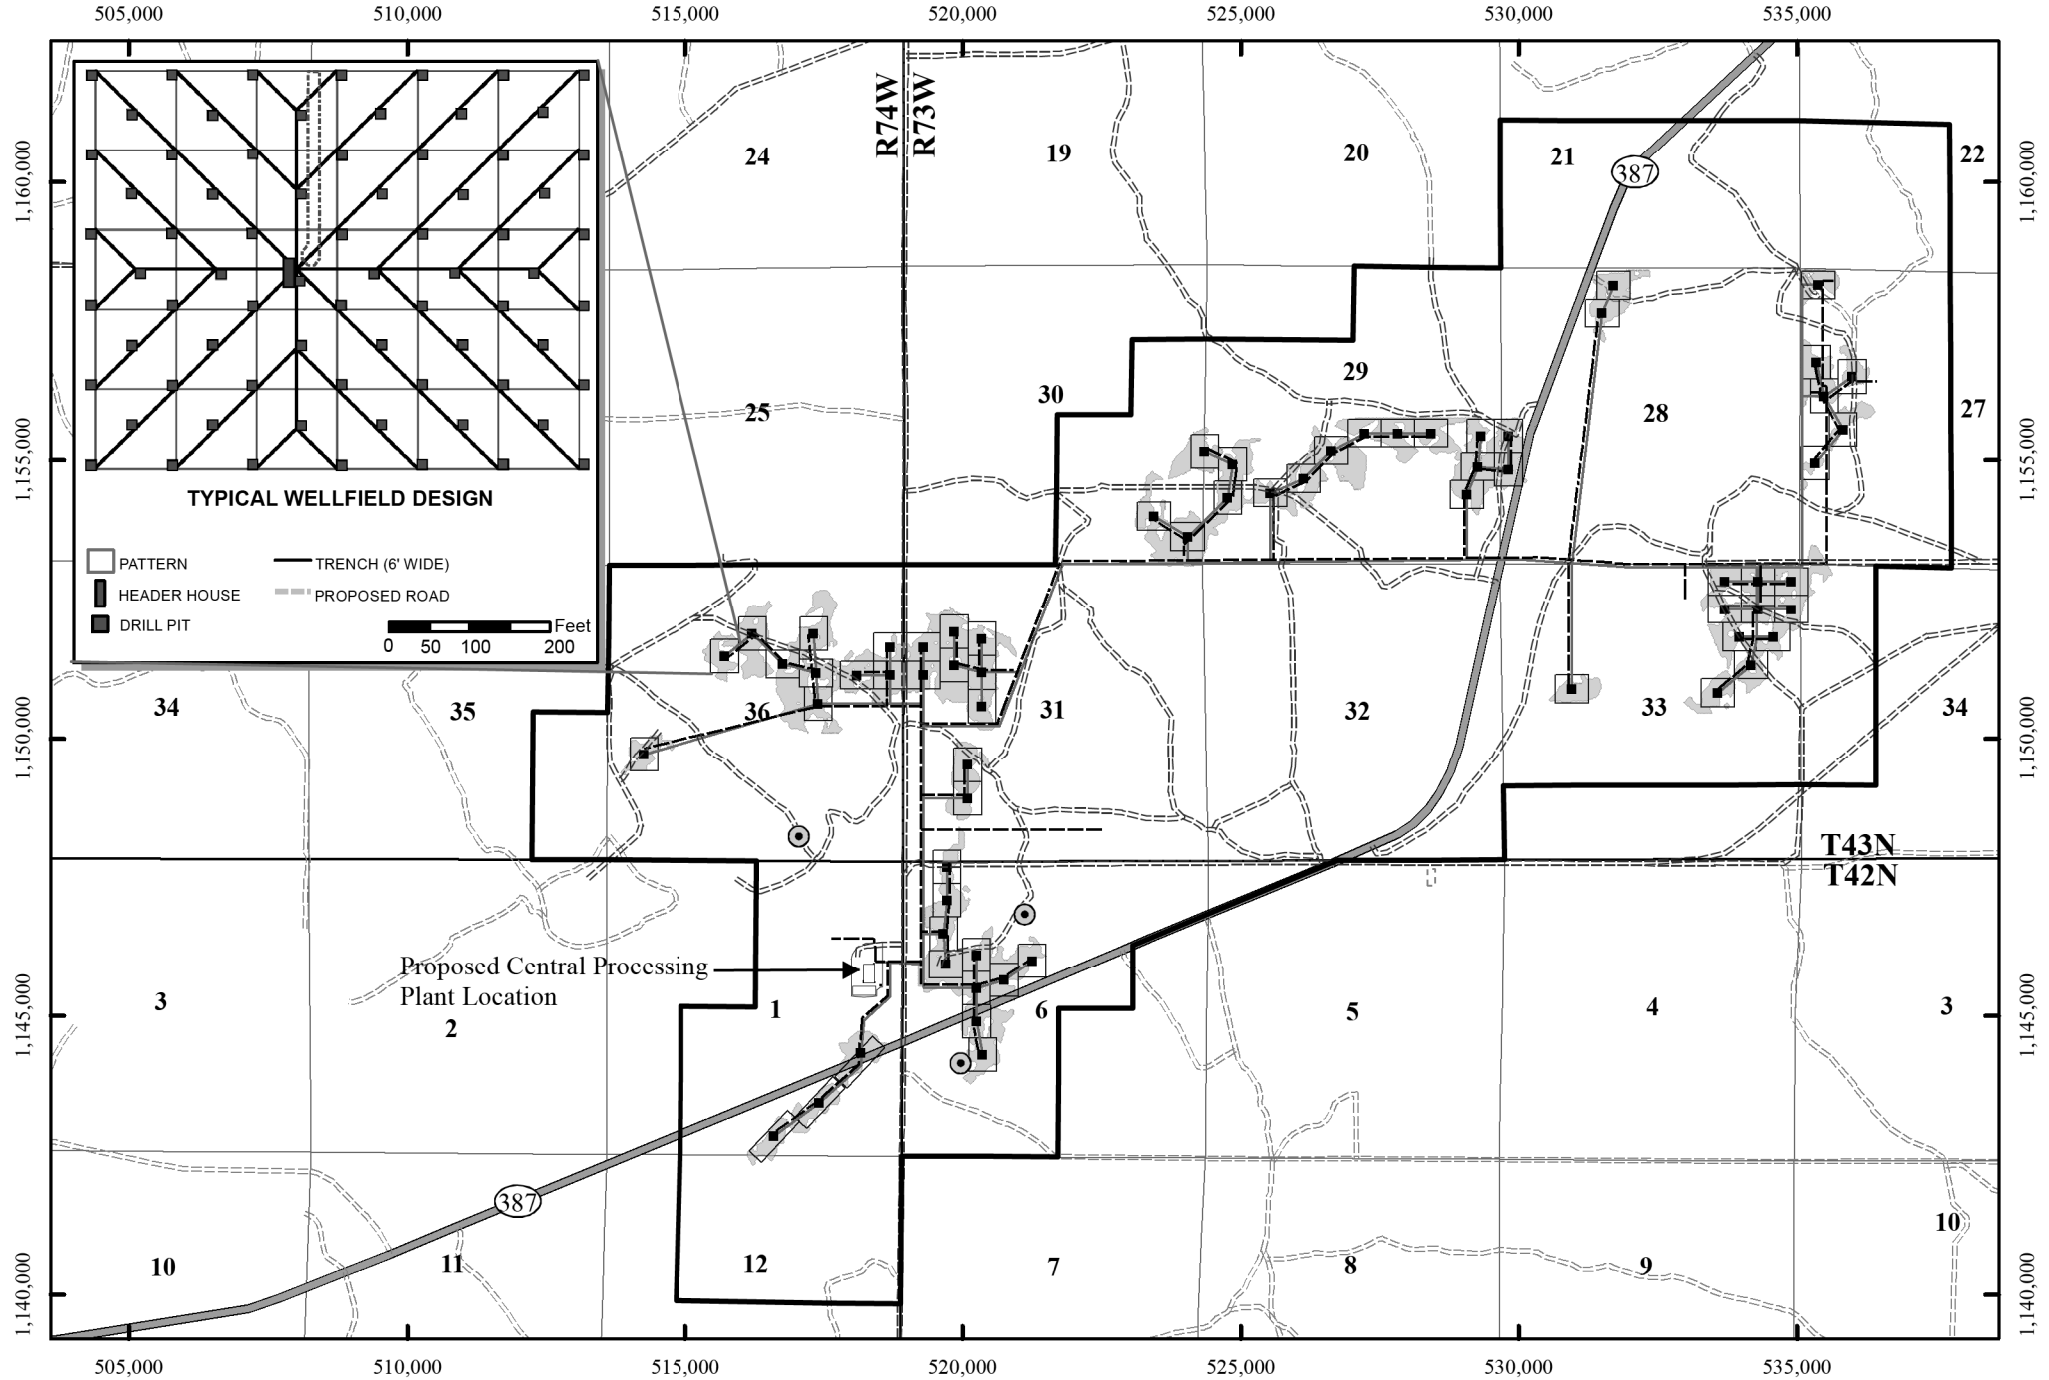 505,000 510,000 515,000 520,000 525,000 530,000 535,000
R74W
R73W
24 19 20 21 22
387
1,160,000 1,160,000
25 30 29 28 27
1,155,000 1,155,000
TYPICAL WELLFIELD DESIGN
PATTERN TRENCH (6' WIDE)
HEADER HOUSE PROPOSED ROAD
DRILL PIT
Feet
0 50 100 200
34 35 36 31 32 33 34
1,150,000 1,150,000
T43N
T42N
Proposed Central Processing
Plant Location
3 2 1 6 5 4 3
1,145,000 1,145,000
387
10 11 12 7 8 9 10
1,140,000 1,140,000
505,000 510,000 515,000 520,000 525,000 530,000 535,000